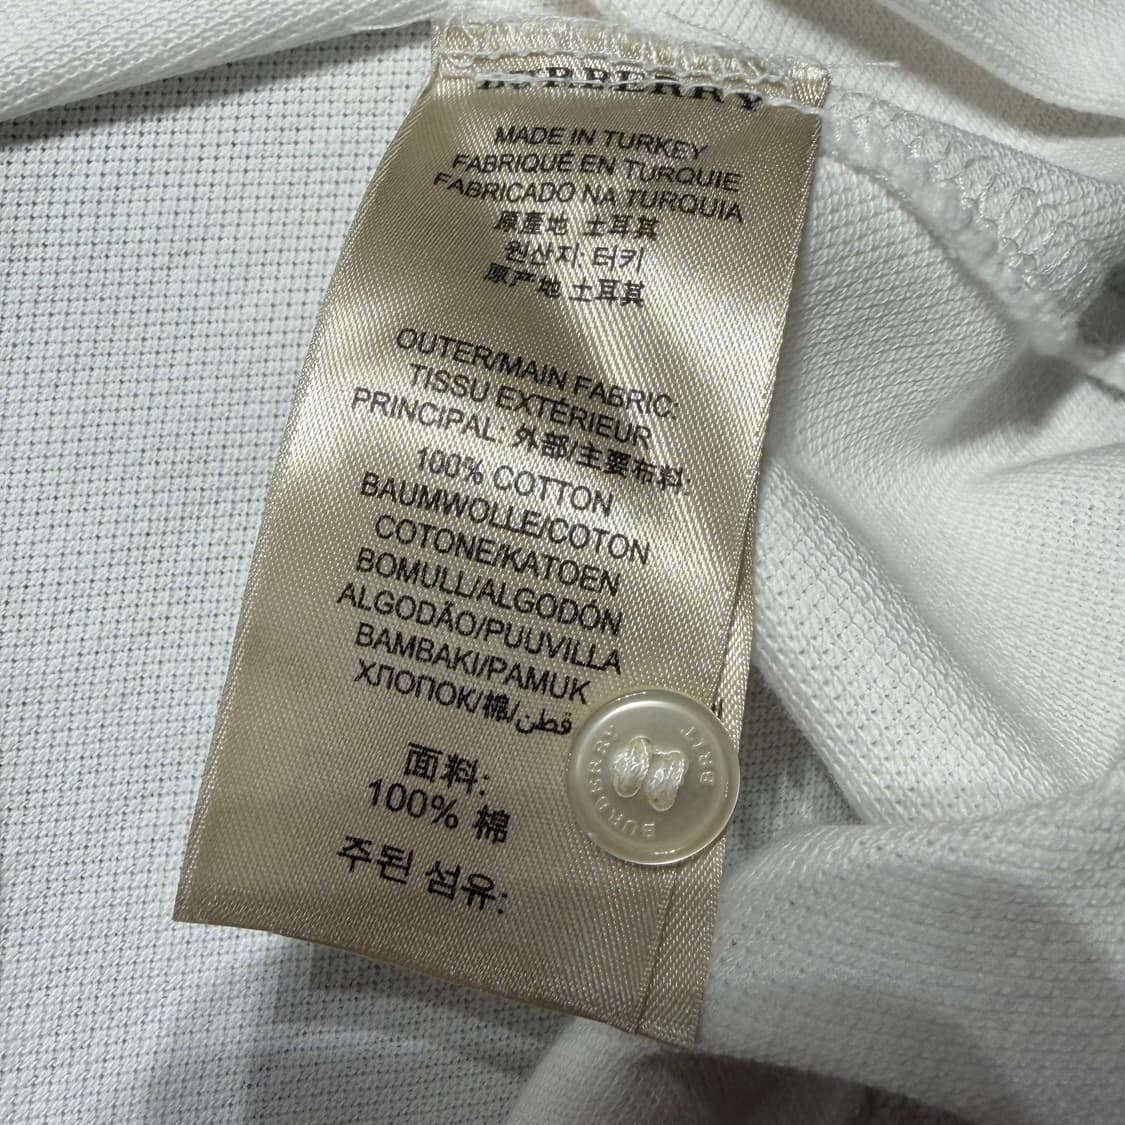 BURBERRY
MADE IN TURKEY
FABRIQUÉ EN TURQUIE
FABRICADO NA TURQUIA
原産地 土耳其
원산지 터키
原产地 土耳其
OUTER/MAIN FABRIC:
TISSU EXTÉRIEUR
PRINCIPAL: 外部/主要布料:
100% COTTON
BAUMWOLLE/COTON
COTONE/KATOEN
BOMULL/ALGODÓN
ALGODÃO/PUUVILLA
BAMBAKI/PAMUK
ХЛОПОК/棉/قطن
面料:
100% 棉
주된 섬유:
BURBERRY BRIT